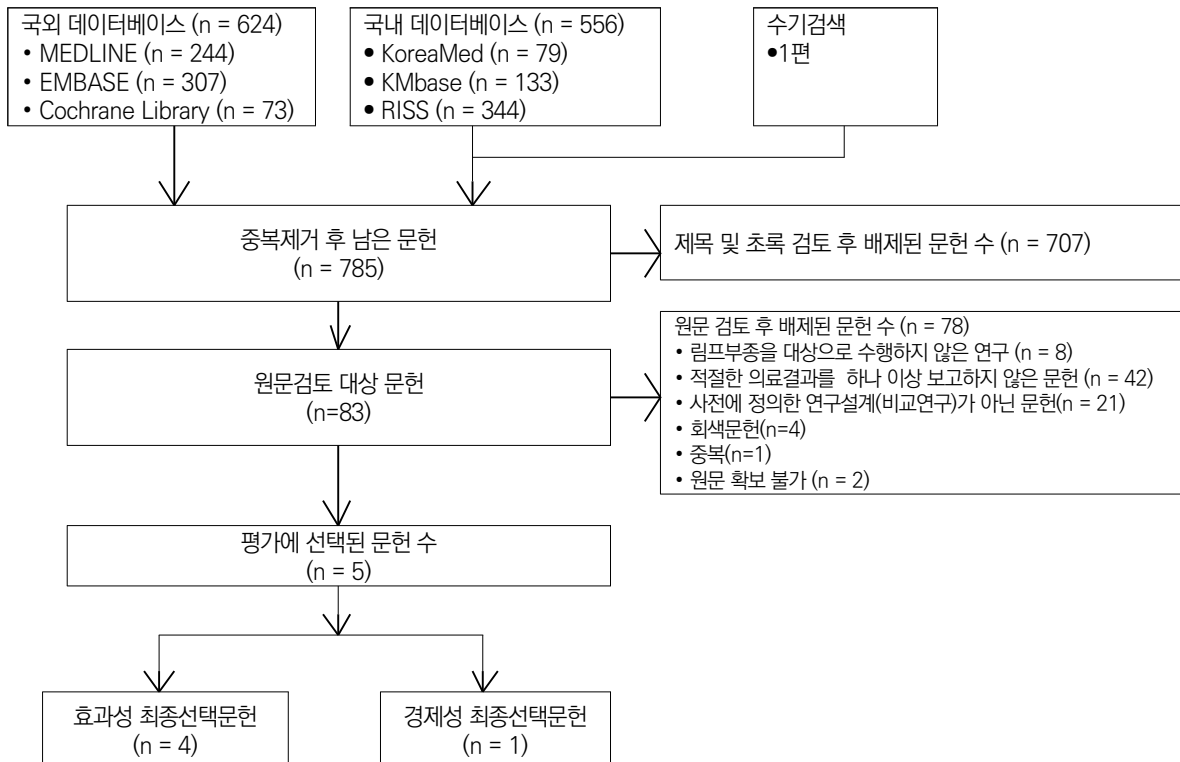 국외 데이터베이스 (n = 624)
• MEDLINE (n = 244)
• EMBASE (n = 307)
• Cochrane Library (n = 73)
국내 데이터베이스 (n = 556)
● KoreaMed (n = 79)
● KMbase (n = 133)
● RISS (n = 344)
수기검색
●1편
중복제거 후 남은 문헌
(n = 785)
제목 및 초록 검토 후 배제된 문헌 수 (n = 707)
원문검토 대상 문헌
(n=83)
원문 검토 후 배제된 문헌 수 (n = 78)
• 림프부종을 대상으로 수행하지 않은 연구 (n = 8)
• 적절한 의료결과를 하나 이상 보고하지 않은 문헌 (n = 42)
• 사전에 정의한 연구설계(비교연구)가 아닌 문헌(n = 21)
• 회색문헌(n=4)
• 중복(n=1)
• 원문 확보 불가 (n = 2)
평가에 선택된 문헌 수
(n = 5)
효과성 최종선택문헌
(n = 4)
경제성 최종선택문헌
(n = 1)